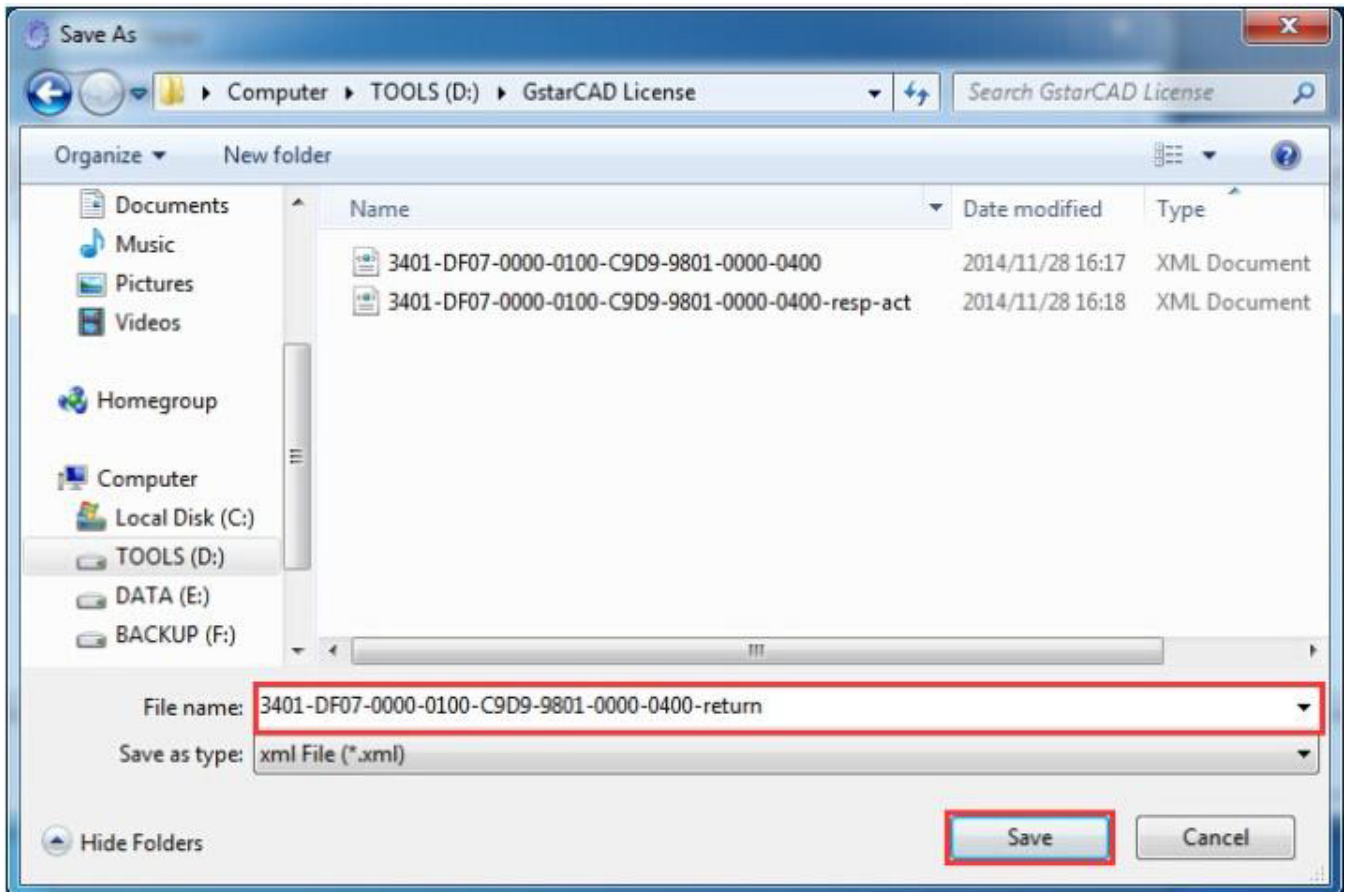 Save As
Computer ▸ TOOLS (D:) ▸ GstarCAD License
Search GstarCAD License
Organize
New folder
Documents
Music
Pictures
Videos
Homegroup
Computer
Local Disk (C:)
TOOLS (D:)
DATA (E:)
BACKUP (F:)
Name Date modified Type
3401-DF07-0000-0100-C9D9-9801-0000-0400 2014/11/28 16:17 XML Document
3401-DF07-0000-0100-C9D9-9801-0000-0400-resp-act 2014/11/28 16:18 XML Document
File name: 3401-DF07-0000-0100-C9D9-9801-0000-0400-return
Save as type: xml File (*.xml)
Hide Folders
Save
Cancel